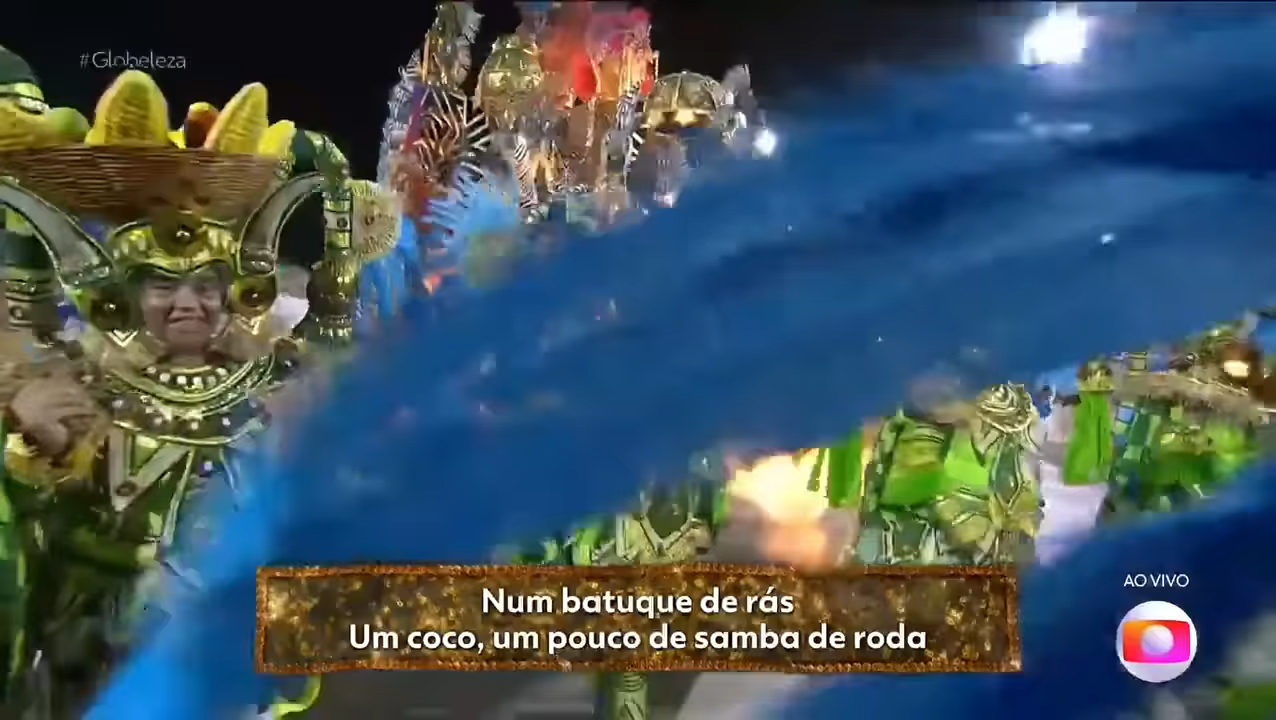 #Globeleza
Num batuque de rás
Um coco, um pouco de samba de roda
AO VIVO